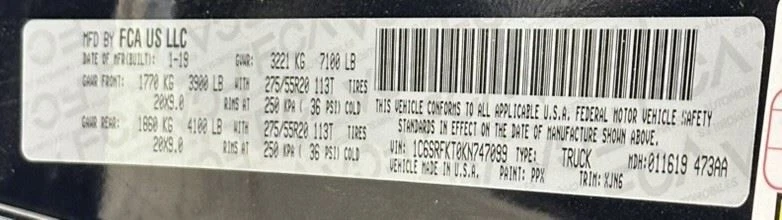 MFD BY FCA US LLC
DATE OF MFR(BUILT): 1-19 GVWR: 3221 KG 7100 LB
GAWR FRONT: 1770 KG 3900 LB WITH 275/55R20 113T TIRES
20X9.0 RIMS AT 250 KPA ( 36 PSI) COLD
GAWR REAR: 1860 KG 4100 LB WITH 275/55R20 113T TIRES
20X9.0 RIMS AT 250 KPA ( 36 PSI) COLD
THIS VEHICLE CONFORMS TO ALL APPLICABLE U.S.A. FEDERAL MOTOR VEHICLE SAFETY
STANDARDS IN EFFECT ON THE DATE OF MANUFACTURE SHOWN ABOVE.
VIN: 1C6SRFKT0KN747099 TYPE: TRUCK MDH: 011619 473AA
VEHICLE MADE IN U.S.A. PAINT: PPX TRIM: XJN6